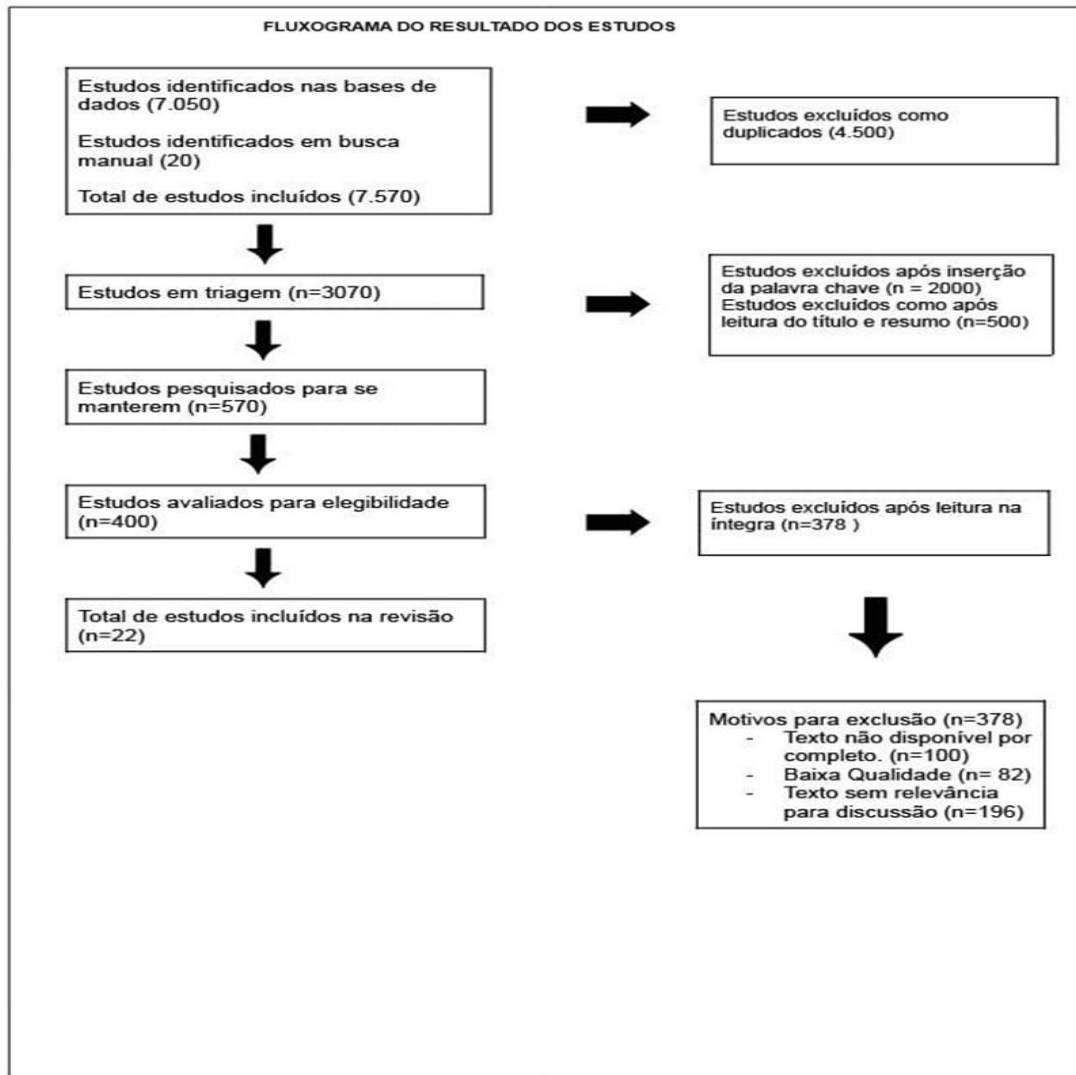 FLUXOGRAMA DO RESULTADO DOS ESTUDOS
Estudos identificados nas bases de
dados (7.050)
Estudos identificados em busca
manual (20)
Total de estudos incluídos (7.570)
Estudos excluídos como
duplicados (4.500)
Estudos em triagem (n=3070)
Estudos excluídos após inserção
da palavra chave (n = 2000)
Estudos excluídos como após
leitura do título e resumo (n=500)
Estudos pesquisados para se
manterem (n=570)
Estudos avaliados para elegibilidade
(n=400)
Estudos excluídos após leitura na
íntegra (n=378 )
Total de estudos incluídos na revisão
(n=22)
Motivos para exclusão (n=378)
- Texto não disponível por
completo. (n=100)
- Baixa Qualidade (n= 82)
- Texto sem relevância
para discussão (n=196)